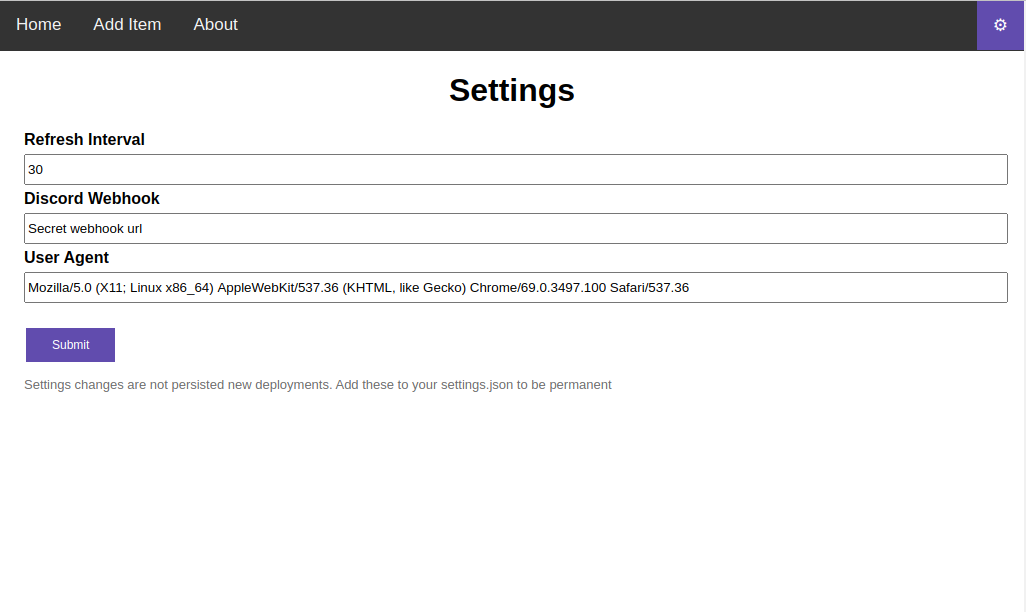 Home Add Item About ⚙
Settings
Refresh Interval
30
Discord Webhook
Secret webhook url
User Agent
Mozilla/5.0 (X11; Linux x86_64) AppleWebKit/537.36 (KHTML, like Gecko) Chrome/69.0.3497.100 Safari/537.36
Submit
Settings changes are not persisted new deployments. Add these to your settings.json to be permanent